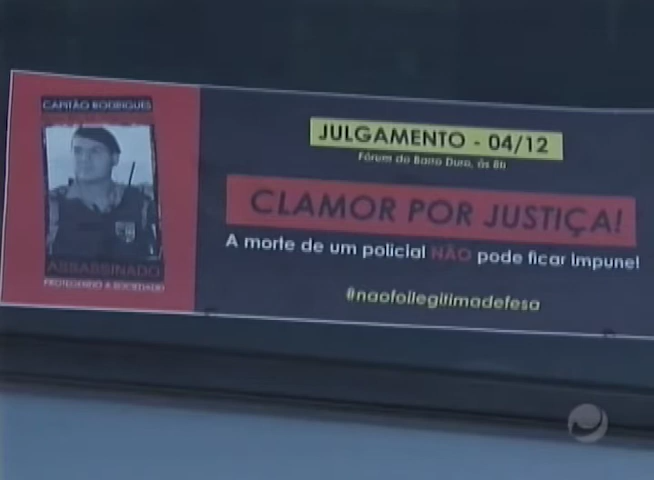 CAPITÃO RODRIGUES
ASSASSINADO
PROTEGENDO A SOCIEDADE
JULGAMENTO - 04/12
Fórum do Barro Duro, às 8h
CLAMOR POR JUSTIÇA!
A morte de um policial NÃO pode ficar impune!
#naofoilegitimadefesa